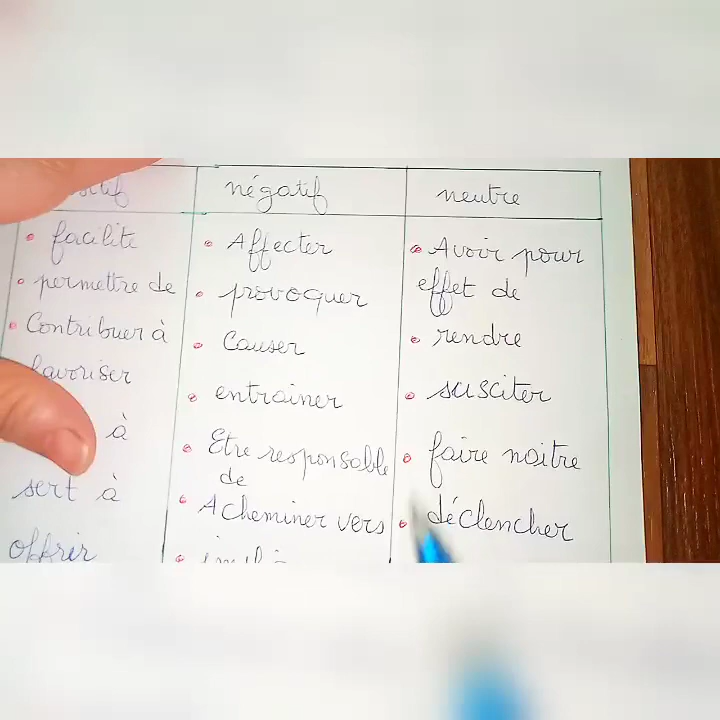 négatif
neutre
• facilite
• permettre de
• Contribuer à
favoriser
à
sert à
offrir
• Affecter
• provoquer
• Causer
• entrainer
• Etre responsable
de
• Acheminer vers
• Avoir pour
effet de
• rendre
• susciter
• faire naitre
• déclencher